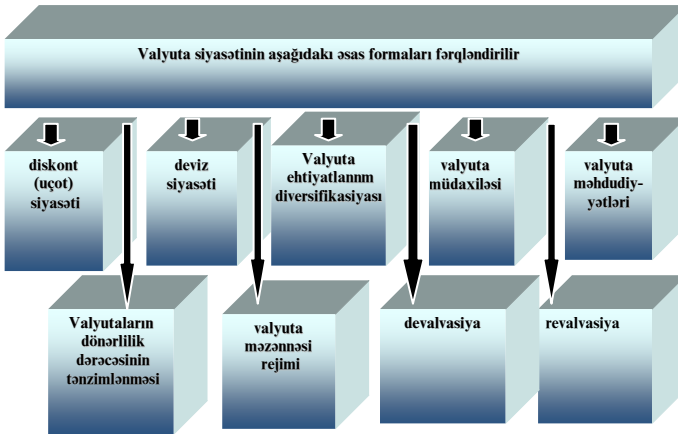 Valyuta siyasətinin aşağıdakı əsas formaları fərqləndirilir
diskont
(uçot)
siyasəti
deviz
siyasəti
Valyuta
ehtiyatlannm
diversifikasiyası
valyuta
müdaxiləsi
valyuta
məhdudiy-
yətləri
Valyutaların
dönərlilik
dərəcəsinin
tənzimlənməsi
valyuta
məzənnəsi
rejimi
devalvasiya
revalvasiya